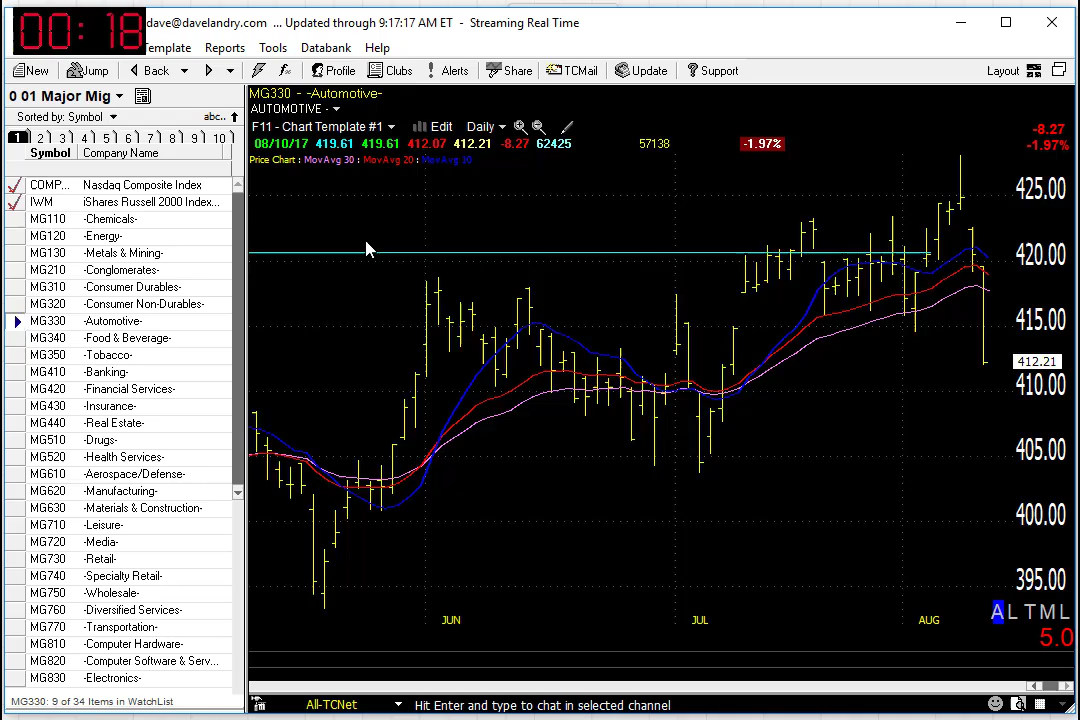 00:18
dave@davelandry.com ... Updated through 9:17:17 AM ET - Streaming Real Time
emplate Reports Tools Databank Help
New Jump Back Profile Clubs Alerts Share TCMail Update Support Layout
0 01 Major Mig
Sorted by: Symbol abc..
1 2 3 4 5 6 7 8 9 10
Symbol Company Name
COMP... Nasdaq Composite Index
IWM iShares Russell 2000 Index...
MG110 -Chemicals-
MG120 -Energy-
MG130 -Metals & Mining-
MG210 -Conglomerates-
MG310 -Consumer Durables-
MG320 -Consumer Non-Durables-
MG330 -Automotive-
MG340 -Food & Beverage-
MG350 -Tobacco-
MG410 -Banking-
MG420 -Financial Services-
MG430 -Insurance-
MG440 -Real Estate-
MG510 -Drugs-
MG520 -Health Services-
MG610 -Aerospace/Defense-
MG620 -Manufacturing-
MG630 -Materials & Construction-
MG710 -Leisure-
MG720 -Media-
MG730 -Retail-
MG740 -Specialty Retail-
MG750 -Wholesale-
MG760 -Diversified Services-
MG770 -Transportation-
MG810 -Computer Hardware-
MG820 -Computer Software & Serv...
MG830 -Electronics-
MG330: 9 of 34 Items in WatchList
MG330 - -Automotive-
AUTOMOTIVE -
F11 - Chart Template #1 Edit Daily
08/10/17 419.61 419.61 412.07 412.21 -8.27 62425 57138 -1.97%
-8.27
-1.97%
Price Chart : MovAvg 30 : MovAvg 20 : MovAvg 10
425.00
420.00
415.00
412.21
410.00
405.00
400.00
395.00
JUN JUL AUG
A L T M L
5.0
All-TCNet Hit Enter and type to chat in selected channel